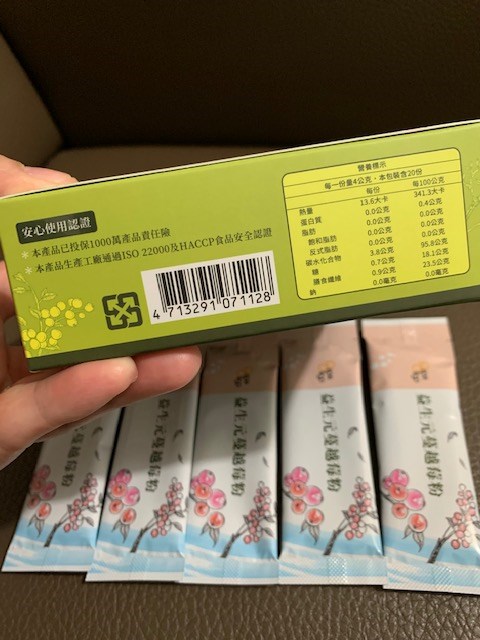 安心使用認證
＊本產品已投保1000萬產品責任險
＊本產品生產工廠通過ISO 22000及HACCP食品安全認證
4 713291 071128
營養標示
每一份量4公克，本包裝含20份
每份 每100公克
熱量 13.6大卡 341.3大卡
蛋白質 0.0公克 0.4公克
脂肪 0.0公克 0.0公克
飽和脂肪 0.0公克 0.0公克
反式脂肪 0.0公克 0.0公克
碳水化合物 3.8公克 95.8公克
糖 0.7公克 18.1公克
膳食纖維 0.9公克 23.5公克
鈉 0.0毫克 0.0毫克
益生元蔓越莓粉
益生元蔓越莓粉
益生元蔓越莓粉
蔓越莓粉
蔓越莓粉